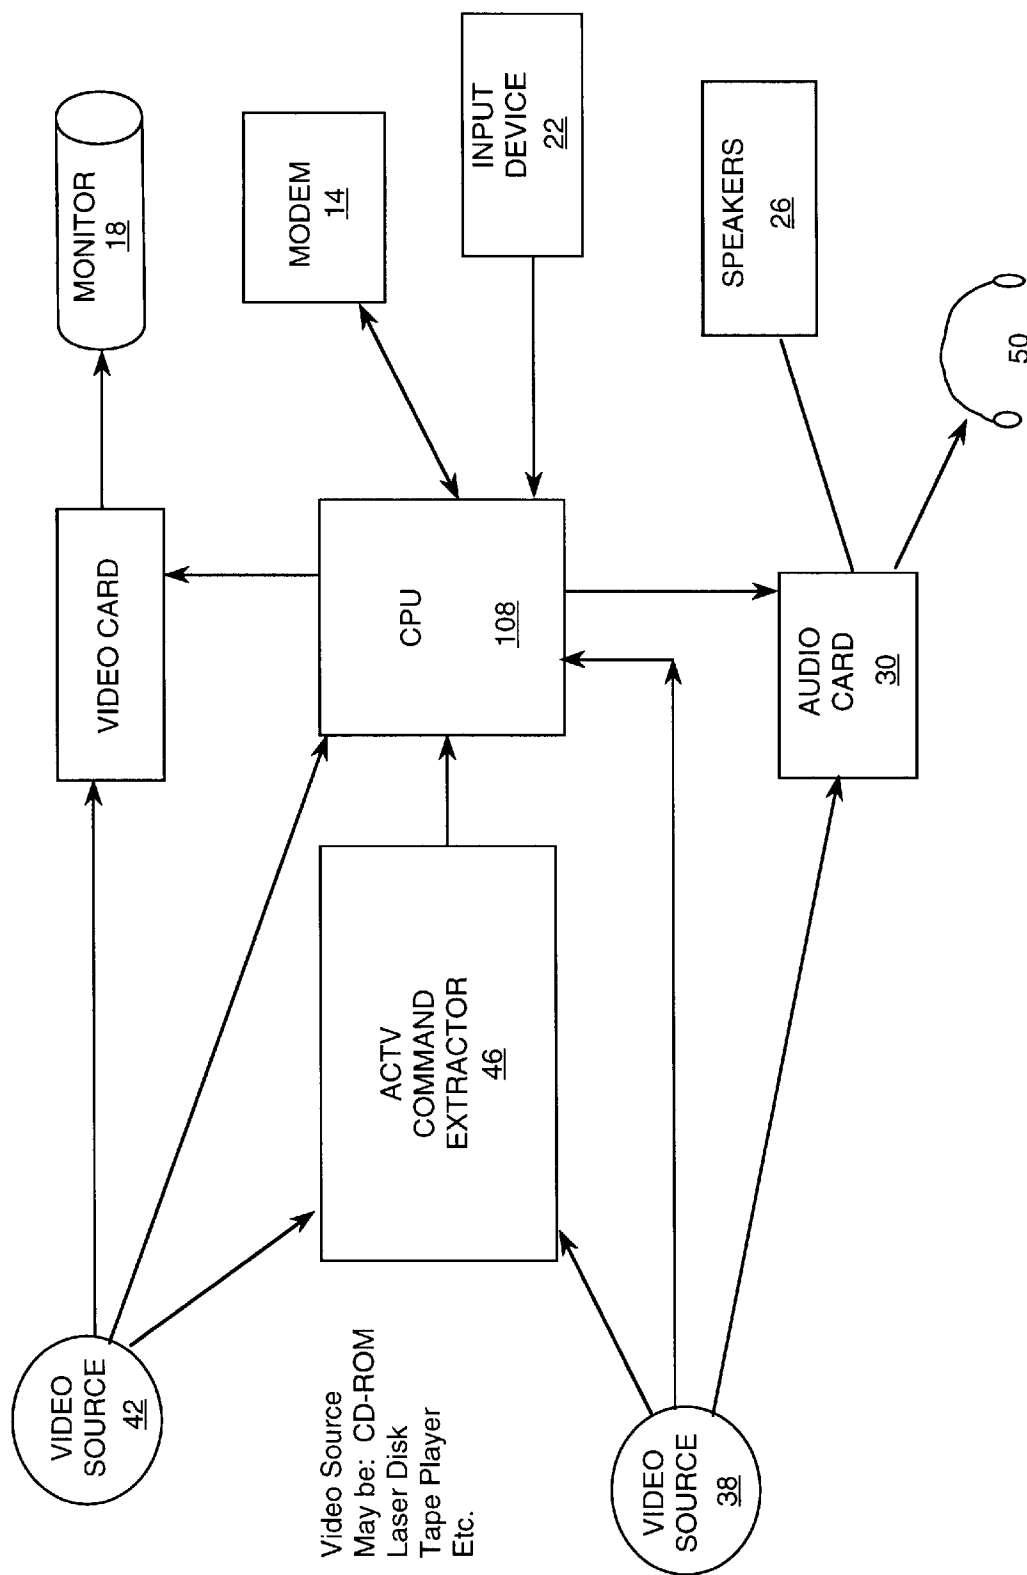 VIDEO
SOURCE
42
VIDEO CARD
MONITOR
18
Video Source
May be: CD-ROM
Laser Disk
Tape Player
Etc.
ACTV
COMMAND
EXTRACTOR
46
CPU
108
MODEM
14
INPUT
DEVICE
22
VIDEO
SOURCE
38
AUDIO
CARD
30
SPEAKERS
26
50